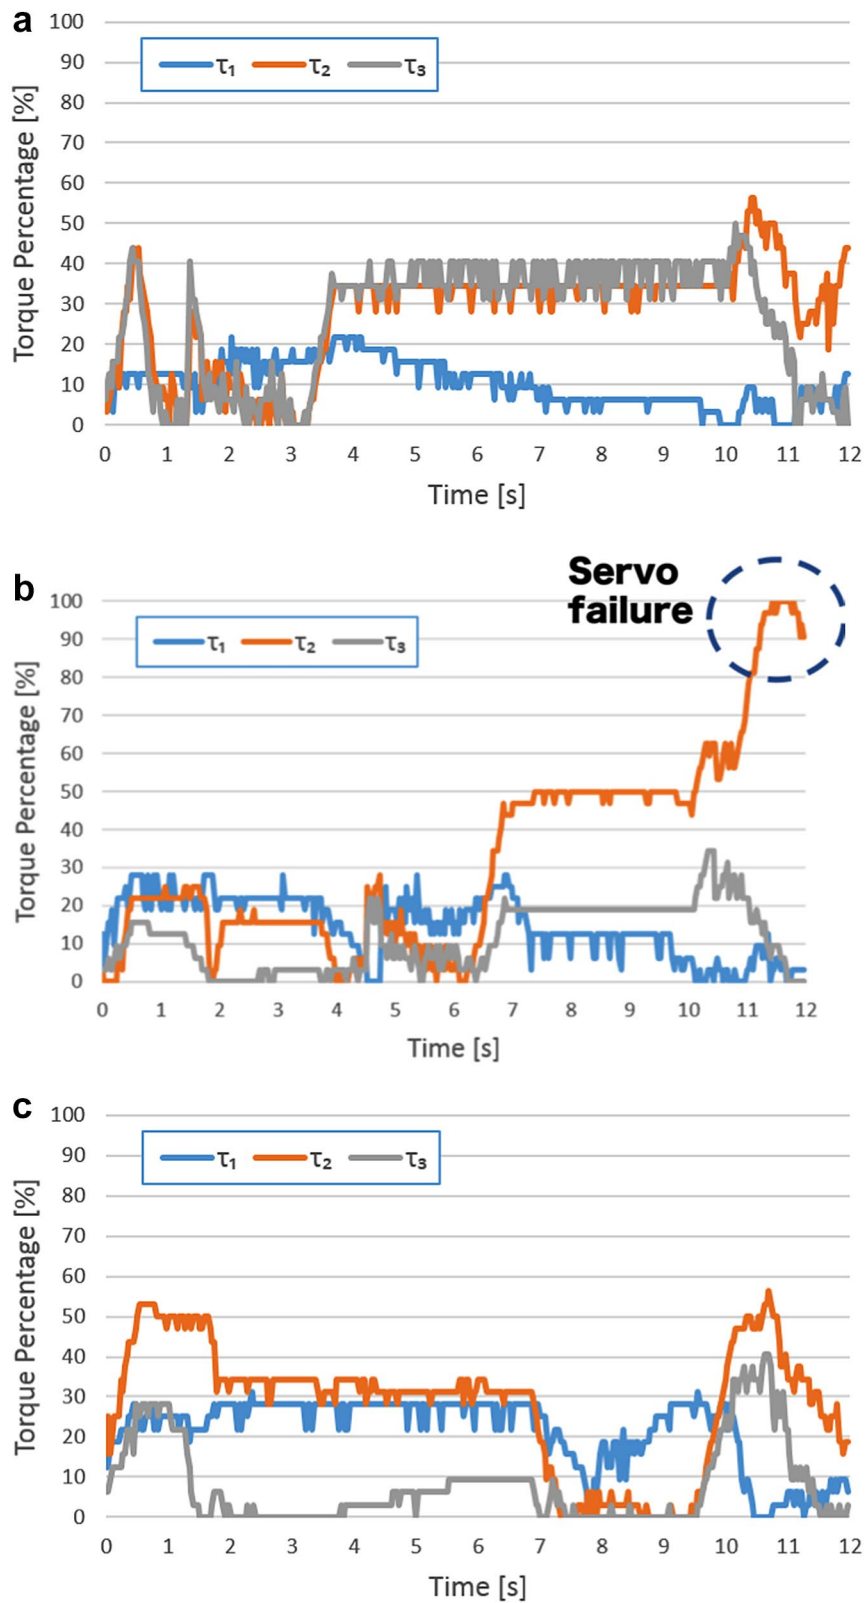 a
100
90
80
70
60
50
40
30
20
10
0
Torque Percentage [%]
τ₁ τ₂ τ₃
0 1 2 3 4 5 6 7 8 9 10 11 12
Time [s]
b
Servo
failure
100
90
80
70
60
50
40
30
20
10
0
Torque Percentage [%]
τ₁ τ₂ τ₃
0 1 2 3 4 5 6 7 8 9 10 11 12
Time [s]
c
100
90
80
70
60
50
40
30
20
10
0
Torque Percentage [%]
τ₁ τ₂ τ₃
0 1 2 3 4 5 6 7 8 9 10 11 12
Time [s]